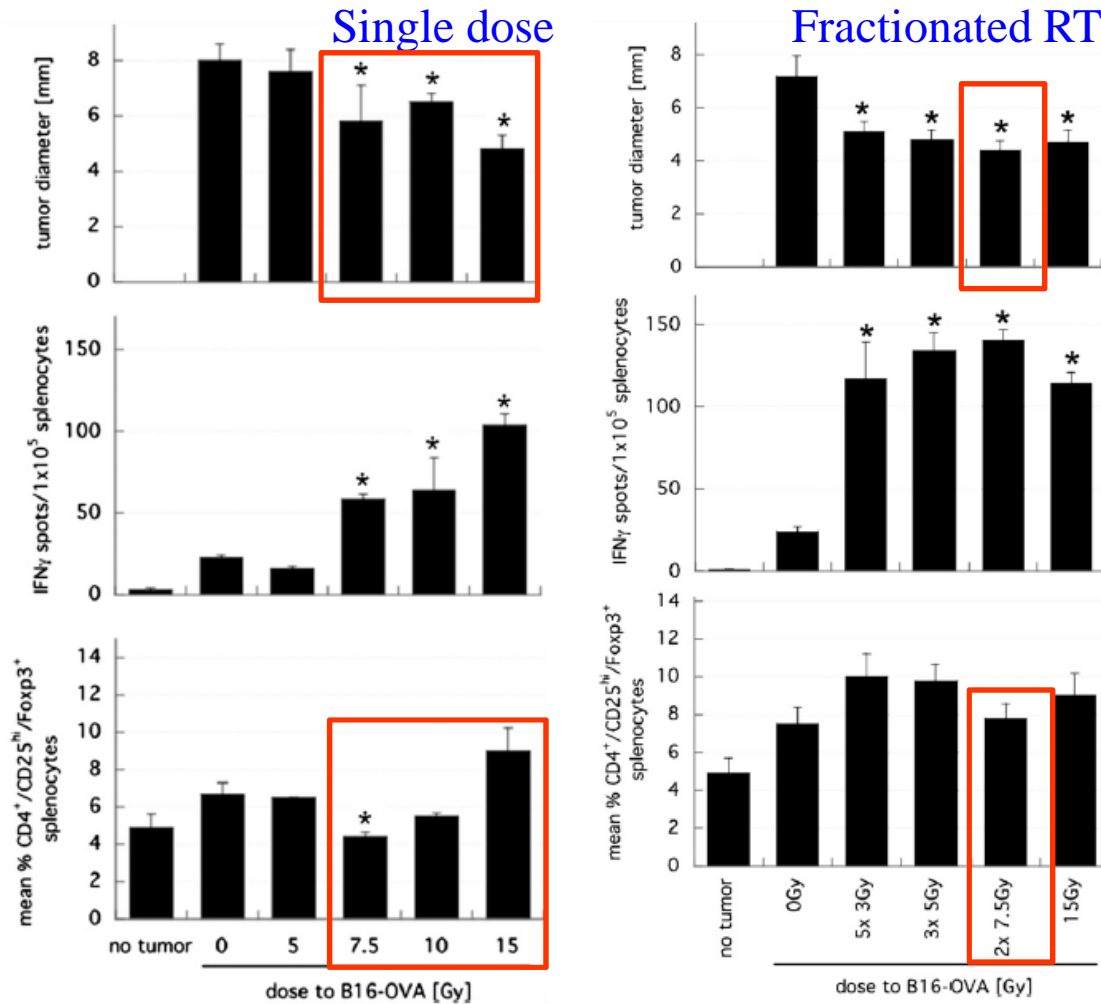 Single dose
tumor diameter [mm]
8
6
4
2
0
* * *
IFNγ spots/1x10⁵ splenocytes
150
100
50
0
* * *
mean % CD4⁺/CD25ʰⁱ/Foxp3⁺
splenocytes
14
12
10
8
6
4
2
0
*
no tumor 0 5 7.5 10 15
dose to B16-OVA [Gy]
Fractionated RT
tumor diameter [mm]
8
6
4
2
0
* * * *
IFNγ spots/1x10⁵ splenocytes
150
100
50
0
* * * *
mean % CD4⁺/CD25ʰⁱ/Foxp3⁺
splenocytes
14
12
10
8
6
4
2
0
no tumor
0Gy
5x 3Gy
3x 5Gy
2x 7.5Gy
15Gy
dose to B16-OVA [Gy]